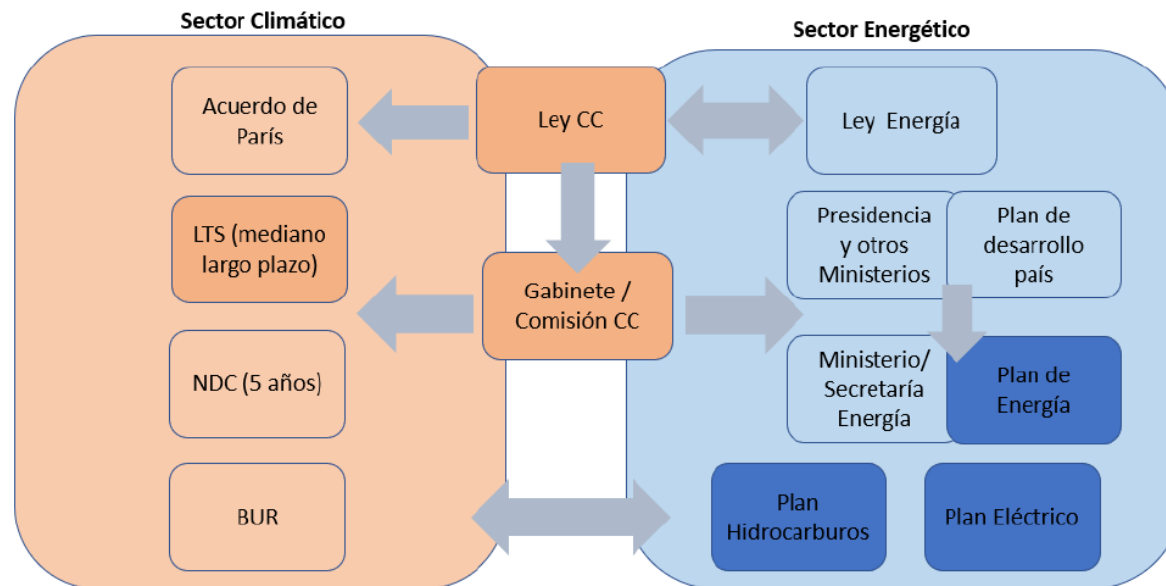 Sector Climático
Sector Energético
Acuerdo de
París
Ley CC
Ley Energía
LTS (mediano
largo plazo)
Presidencia
y otros
Ministerios
Plan de
desarrollo
país
Gabinete /
Comisión CC
NDC (5 años)
Ministerio/
Secretaría
Energía
Plan de
Energía
BUR
Plan
Hidrocarburos
Plan Eléctrico